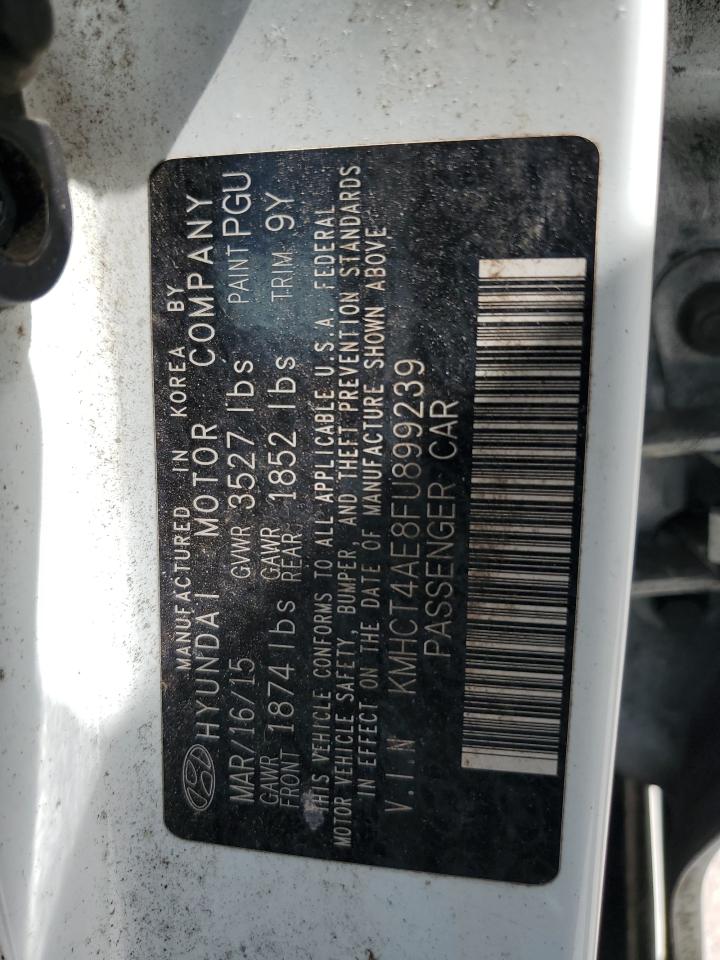 MANUFACTURED IN KOREA BY
HYUNDAI MOTOR COMPANY
MAR/16/15 GVWR 3527 lbs PAINT PGU
GAWR FRONT 1874 lbs GAWR REAR 1852 lbs TRIM 9Y
THIS VEHICLE CONFORMS TO ALL APPLICABLE U.S.A. FEDERAL
MOTOR VEHICLE SAFETY, BUMPER, AND THEFT PREVENTION STANDARDS
IN EFFECT ON THE DATE OF MANUFACTURE SHOWN ABOVE
V.I.N KMHCT4AE8FU899239
PASSENGER CAR